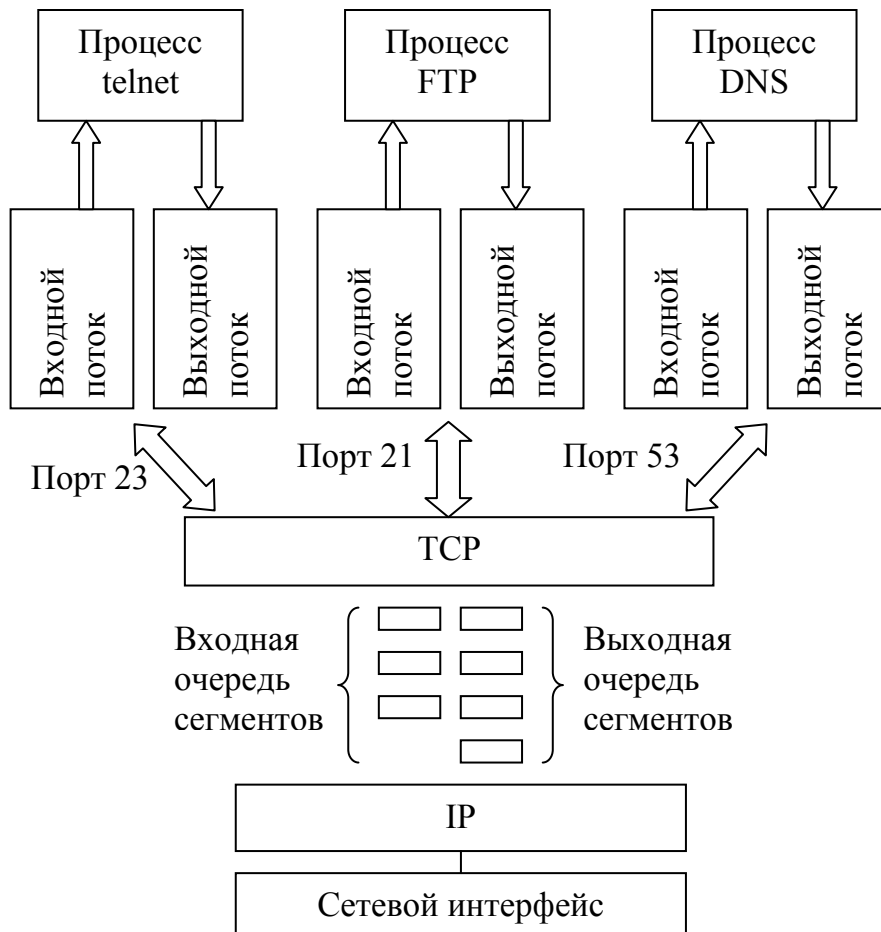 Процесс
telnet
Процесс
FTP
Процесс
DNS
Входной
поток
Выходной
поток
Входной
поток
Выходной
поток
Входной
поток
Выходной
поток
Порт 23
Порт 21
Порт 53
TCP
Входная
очередь
сегментов
Выходная
очередь
сегментов
IP
Сетевой интерфейс